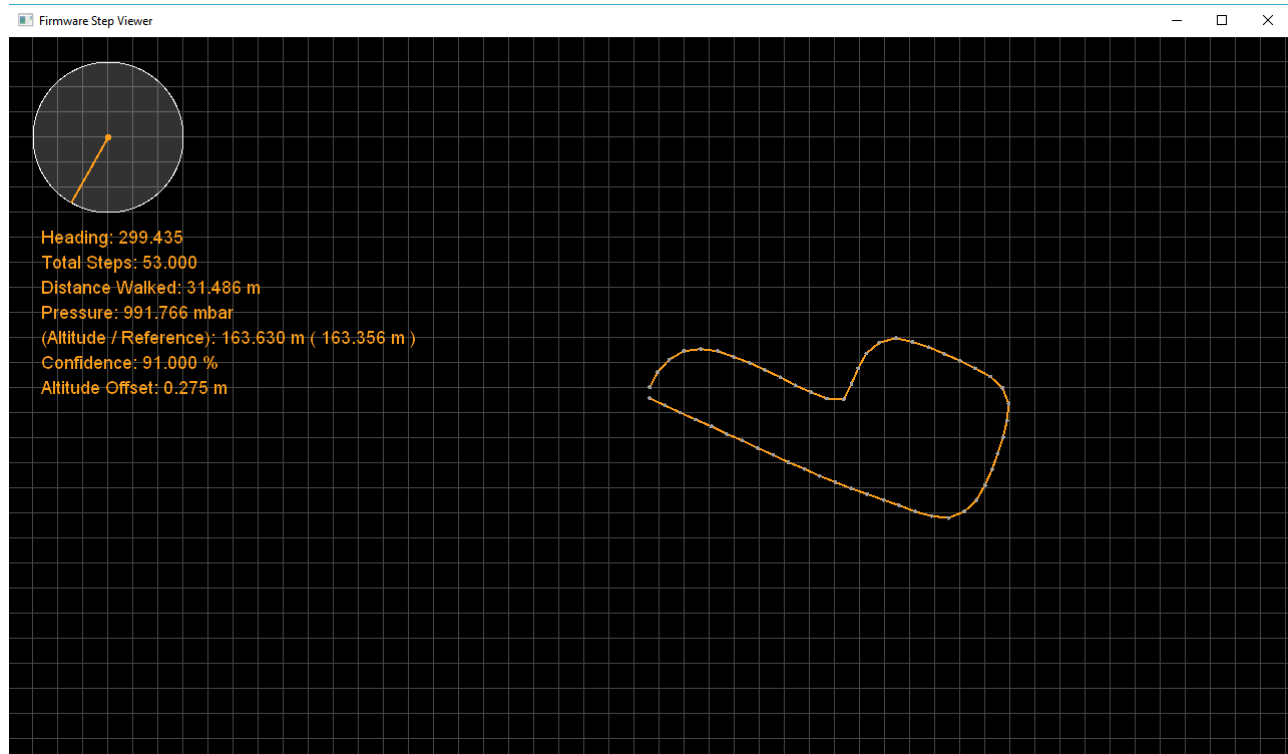 Firmware Step Viewer
Heading: 299.435
Total Steps: 53.000
Distance Walked: 31.486 m
Pressure: 991.766 mbar
(Altitude / Reference): 163.630 m ( 163.356 m )
Confidence: 91.000 %
Altitude Offset: 0.275 m